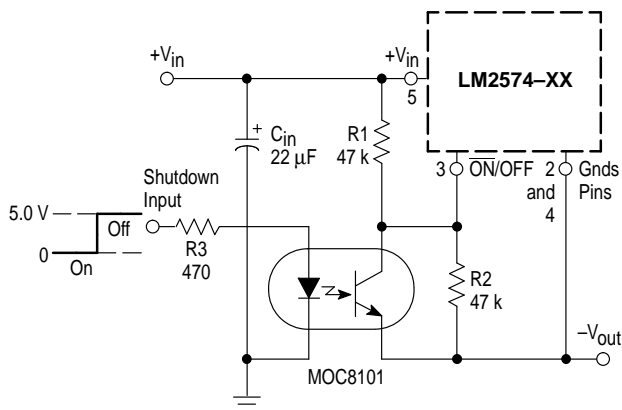 +Vin
+Vin
5
LM2574–XX
Cin
22 µF
+
R1
47 k
3
ON/OFF
2
and
4
Gnds
Pins
Shutdown
Input
5.0 V
Off
0
On
R3
470
R2
47 k
–Vout
MOC8101